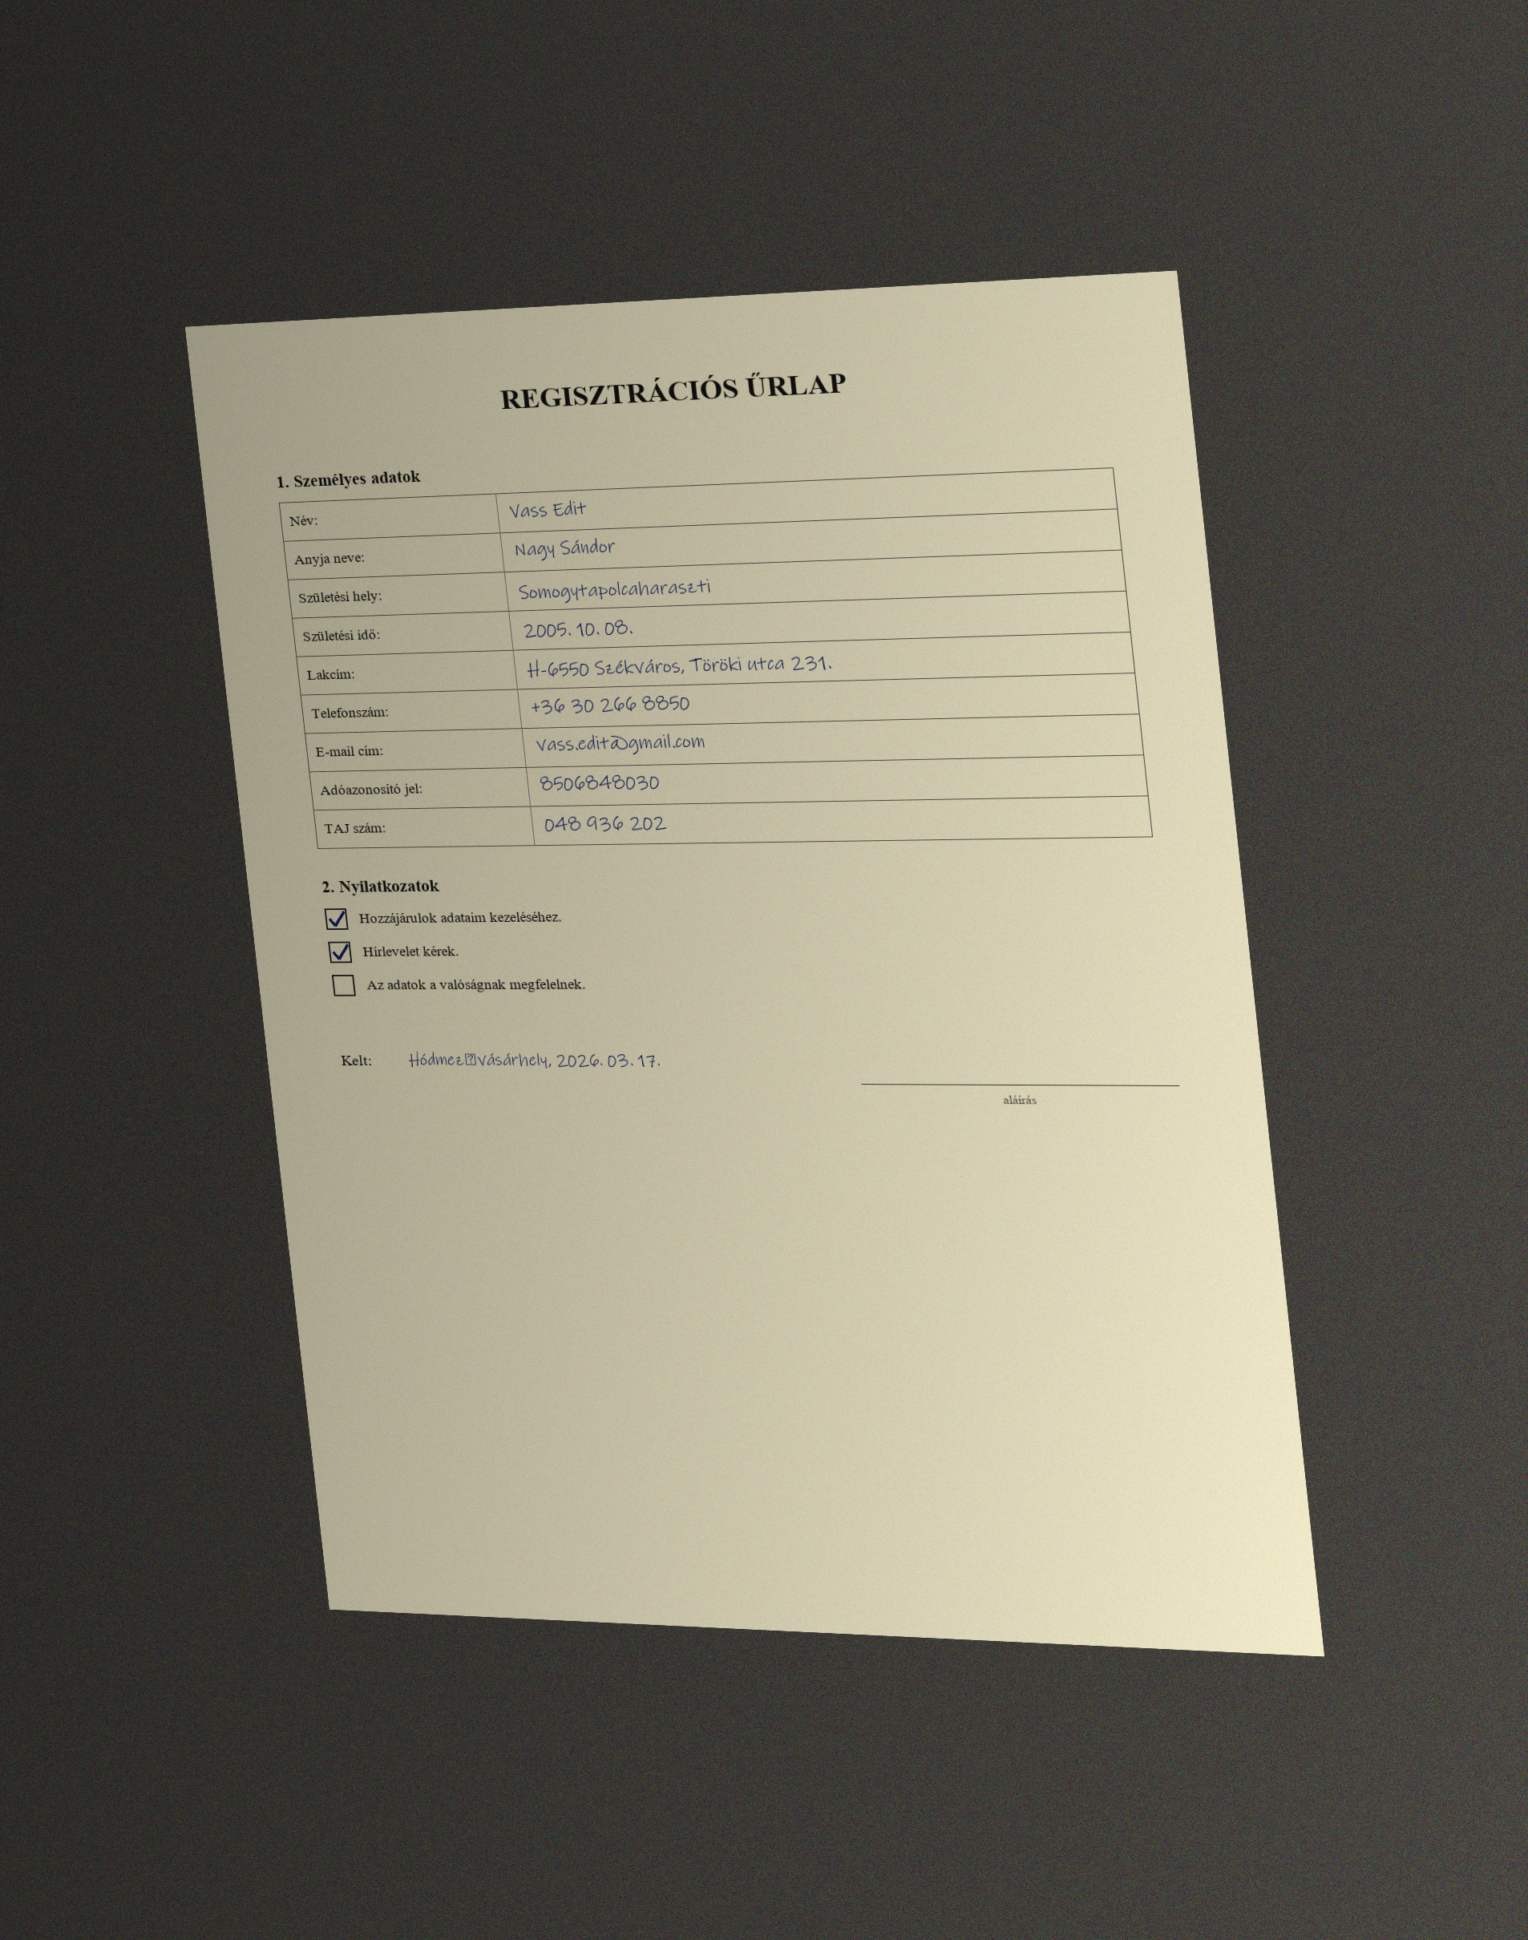 REGISZTRÁCIÓS ŰRLAP
1. Személyes adatok
Név: Vass Edit
Anyja neve: Nagy Sándor
Születési hely: Somogytapolcaharaszti
Születési idő: 2005. 10. 08.
Lakcím: H-6550 Székváros, Töröki utca 231.
Telefonszám: +36 30 266 8850
E-mail cím: vass.edit@gmail.com
Adóazonosító jel: 8506848030
TAJ szám: 048 936 202
2. Nyilatkozatok
Hozzájárulok adataim kezeléséhez.
Hírlevelet kérek.
Az adatok a valóságnak megfelelnek.
Kelt: Hódmez⍰vásárhely, 2026. 03. 17.
aláírás